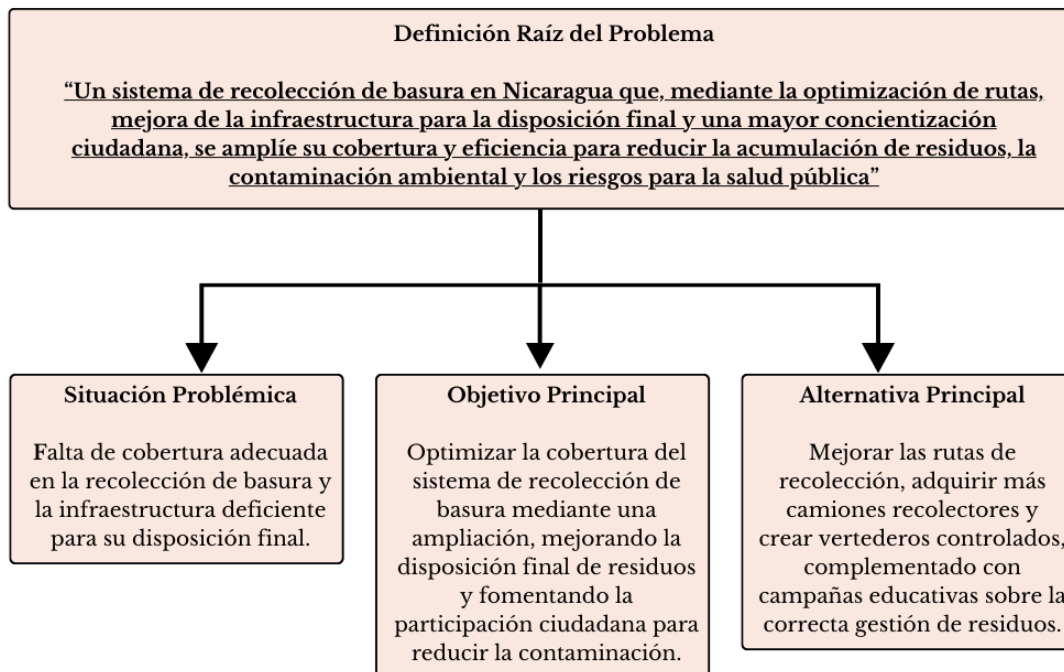 Definición Raíz del Problema
“Un sistema de recolección de basura en Nicaragua que, mediante la optimización de rutas,
mejora de la infraestructura para la disposición final y una mayor concientización
ciudadana, se amplíe su cobertura y eficiencia para reducir la acumulación de residuos, la
contaminación ambiental y los riesgos para la salud pública”
Situación Problémica
Falta de cobertura adecuada
en la recolección de basura y
la infraestructura deficiente
para su disposición final.
Objetivo Principal
Optimizar la cobertura del
sistema de recolección de
basura mediante una
ampliación, mejorando la
disposición final de residuos
y fomentando la
participación ciudadana para
reducir la contaminación.
Alternativa Principal
Mejorar las rutas de
recolección, adquirir más
camiones recolectores y
crear vertederos controlados,
complementado con
campañas educativas sobre la
correcta gestión de residuos.